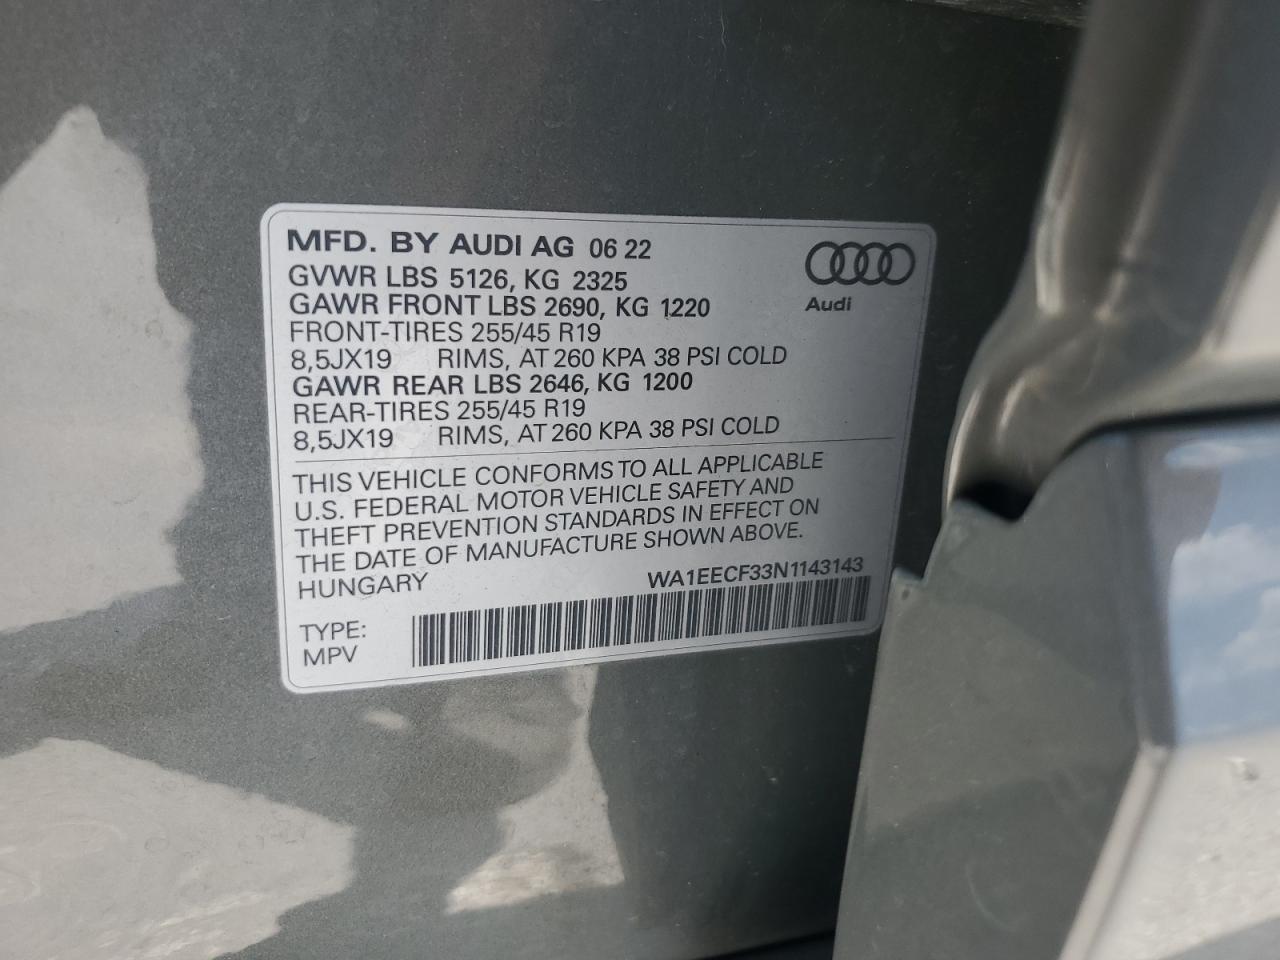 MFD. BY AUDI AG 06 22
GVWR LBS 5126, KG 2325
GAWR FRONT LBS 2690, KG 1220
FRONT-TIRES 255/45 R19
8,5JX19 RIMS, AT 260 KPA 38 PSI COLD
GAWR REAR LBS 2646, KG 1200
REAR-TIRES 255/45 R19
8,5JX19 RIMS, AT 260 KPA 38 PSI COLD
Audi
THIS VEHICLE CONFORMS TO ALL APPLICABLE
U.S. FEDERAL MOTOR VEHICLE SAFETY AND
THEFT PREVENTION STANDARDS IN EFFECT ON
THE DATE OF MANUFACTURE SHOWN ABOVE.
HUNGARY
WA1EECF33N1143143
TYPE:
MPV